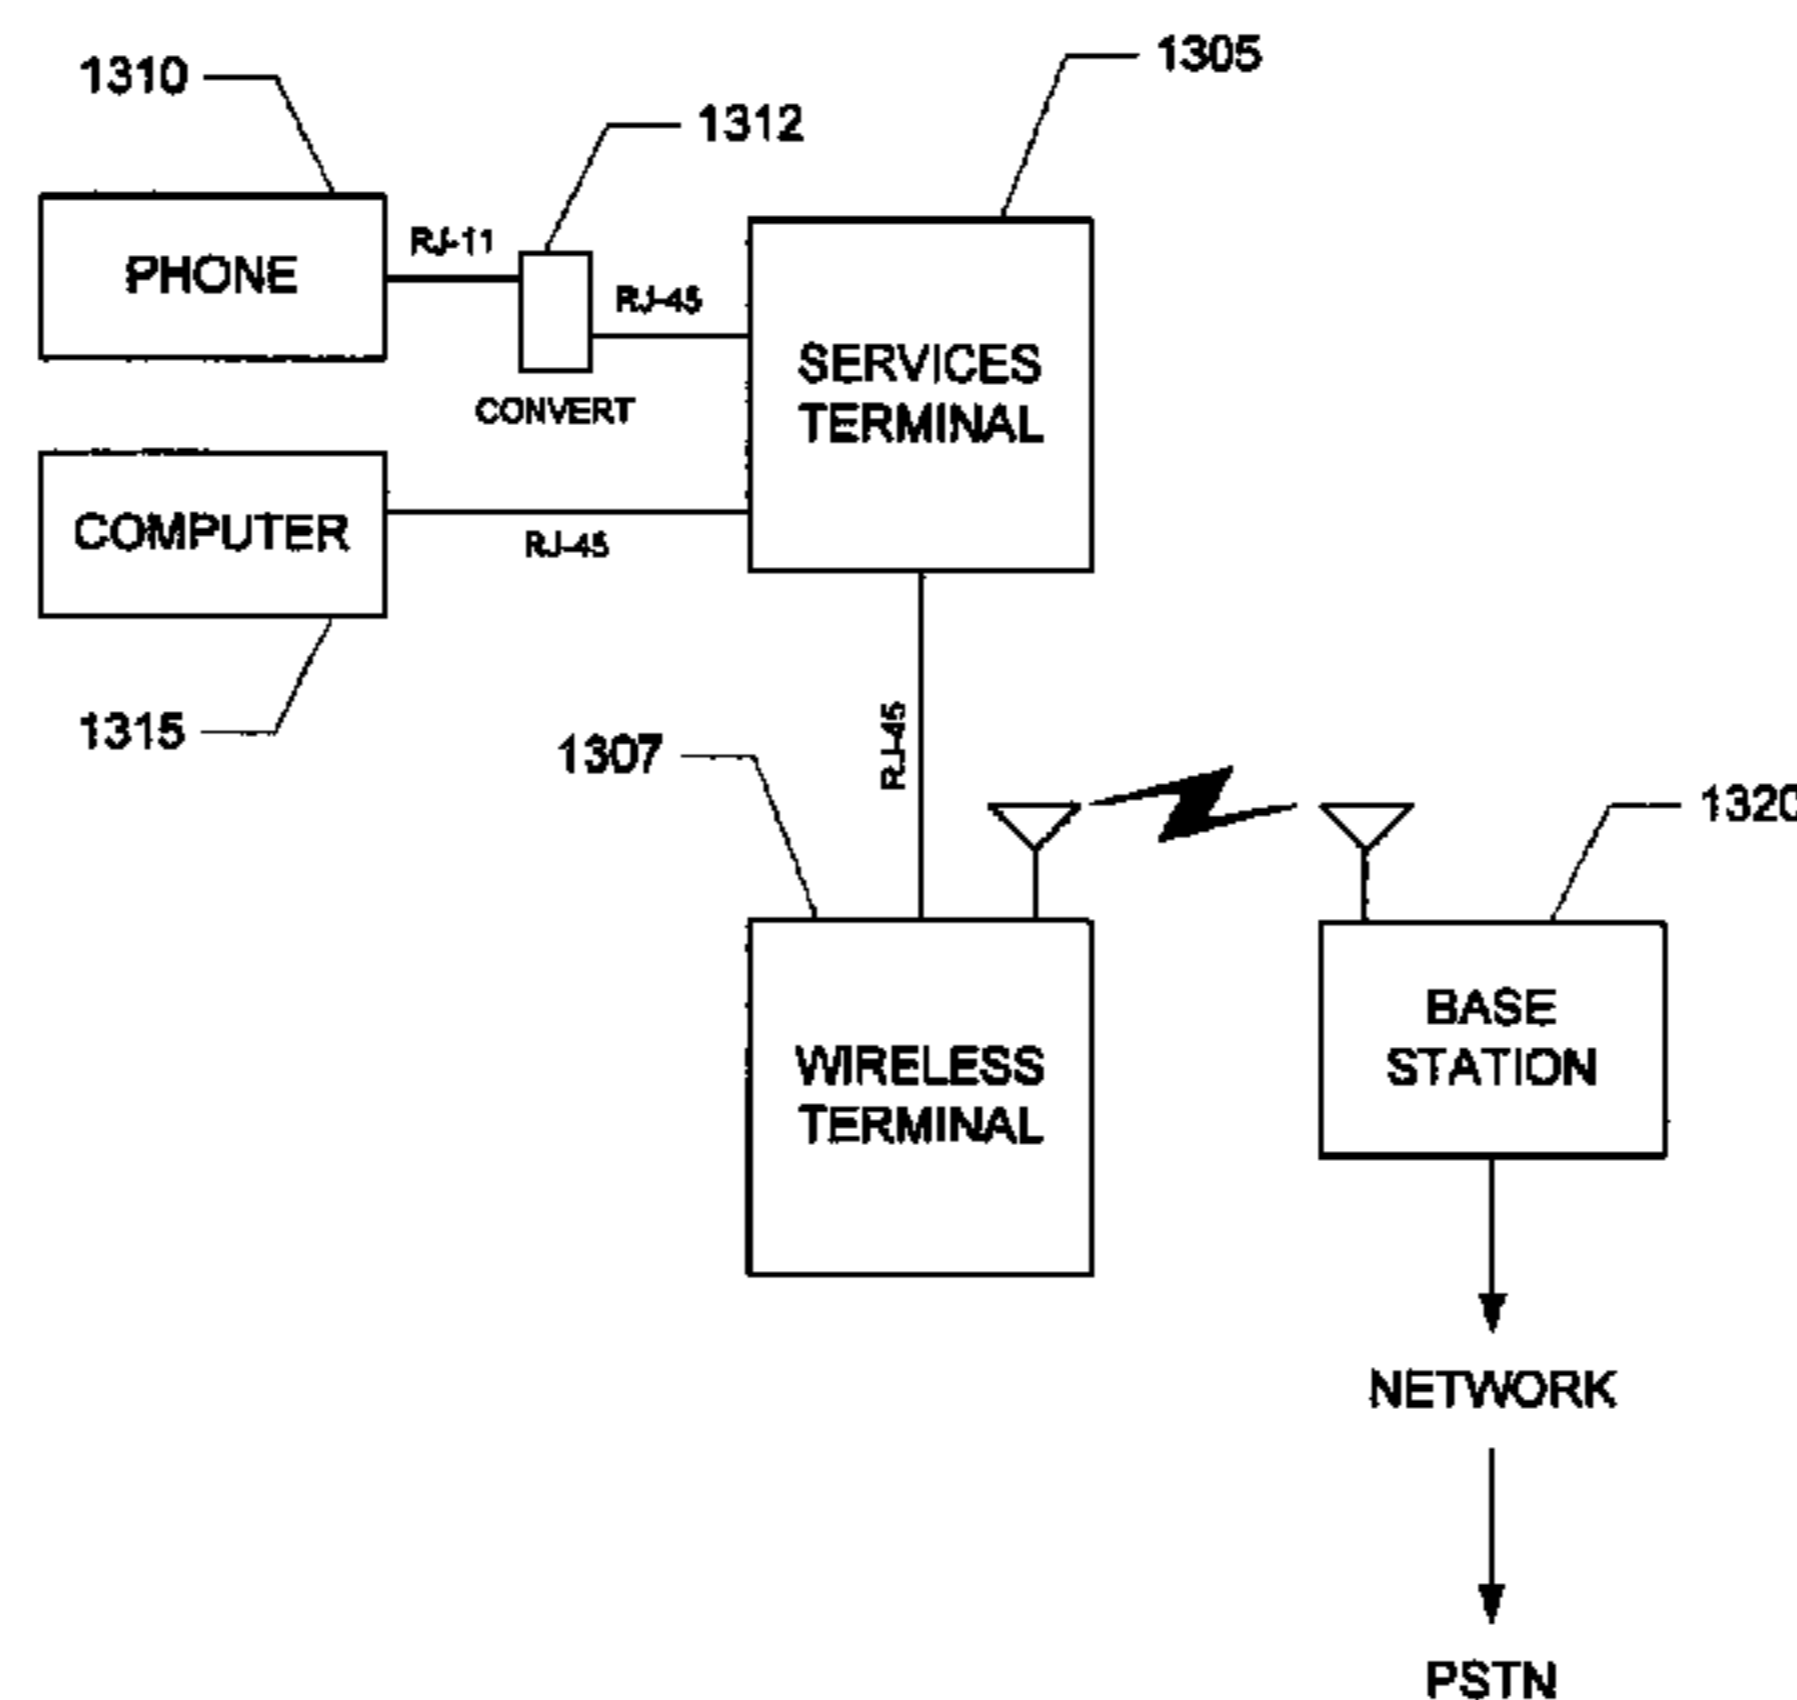 1310
1312
1305
PHONE
RJ-11
RJ-45
CONVERT
SERVICES
TERMINAL
COMPUTER
RJ-45
1315
1307
RJ-45
1320
WIRELESS
TERMINAL
BASE
STATION
NETWORK
PSTN